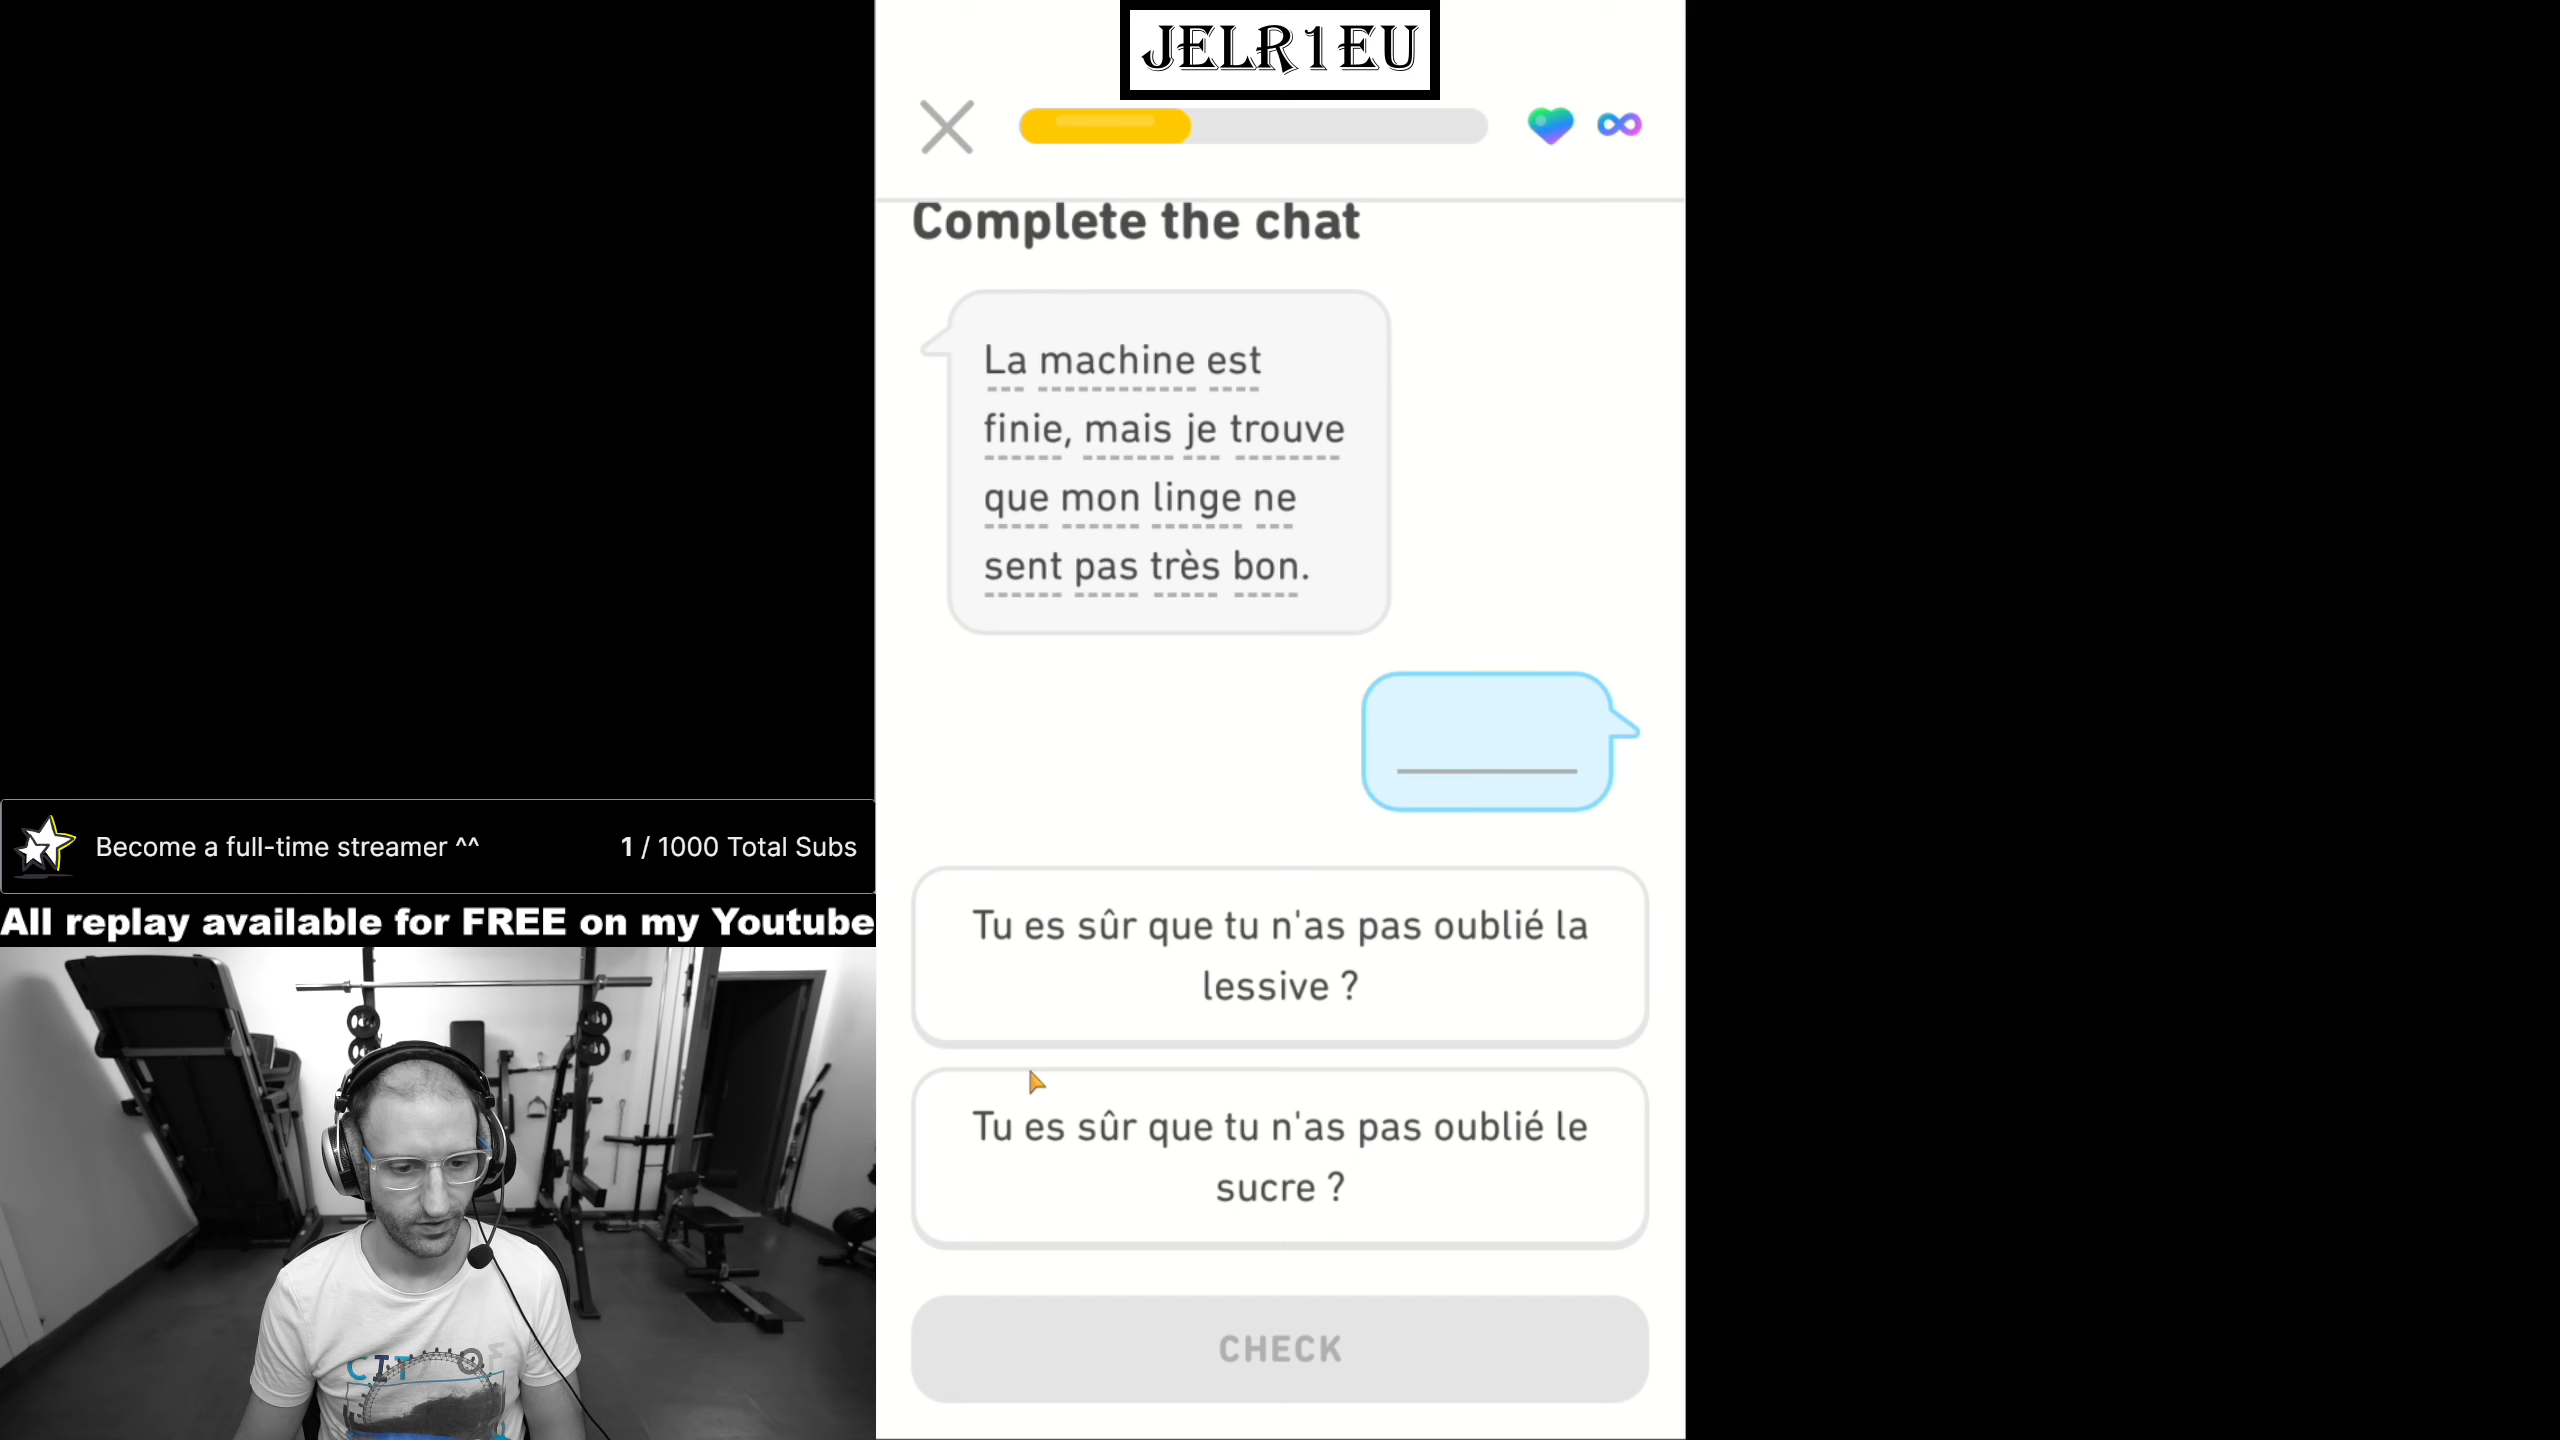 JELR1EU
Complete the chat
La machine est
finie, mais je trouve
que mon linge ne
sent pas très bon.
Tu es sûr que tu n'as pas oublié la
lessive ?
Tu es sûr que tu n'as pas oublié le
sucre ?
CHECK
Become a full-time streamer ^^
1 / 1000 Total Subs
All replay available for FREE on my Youtube